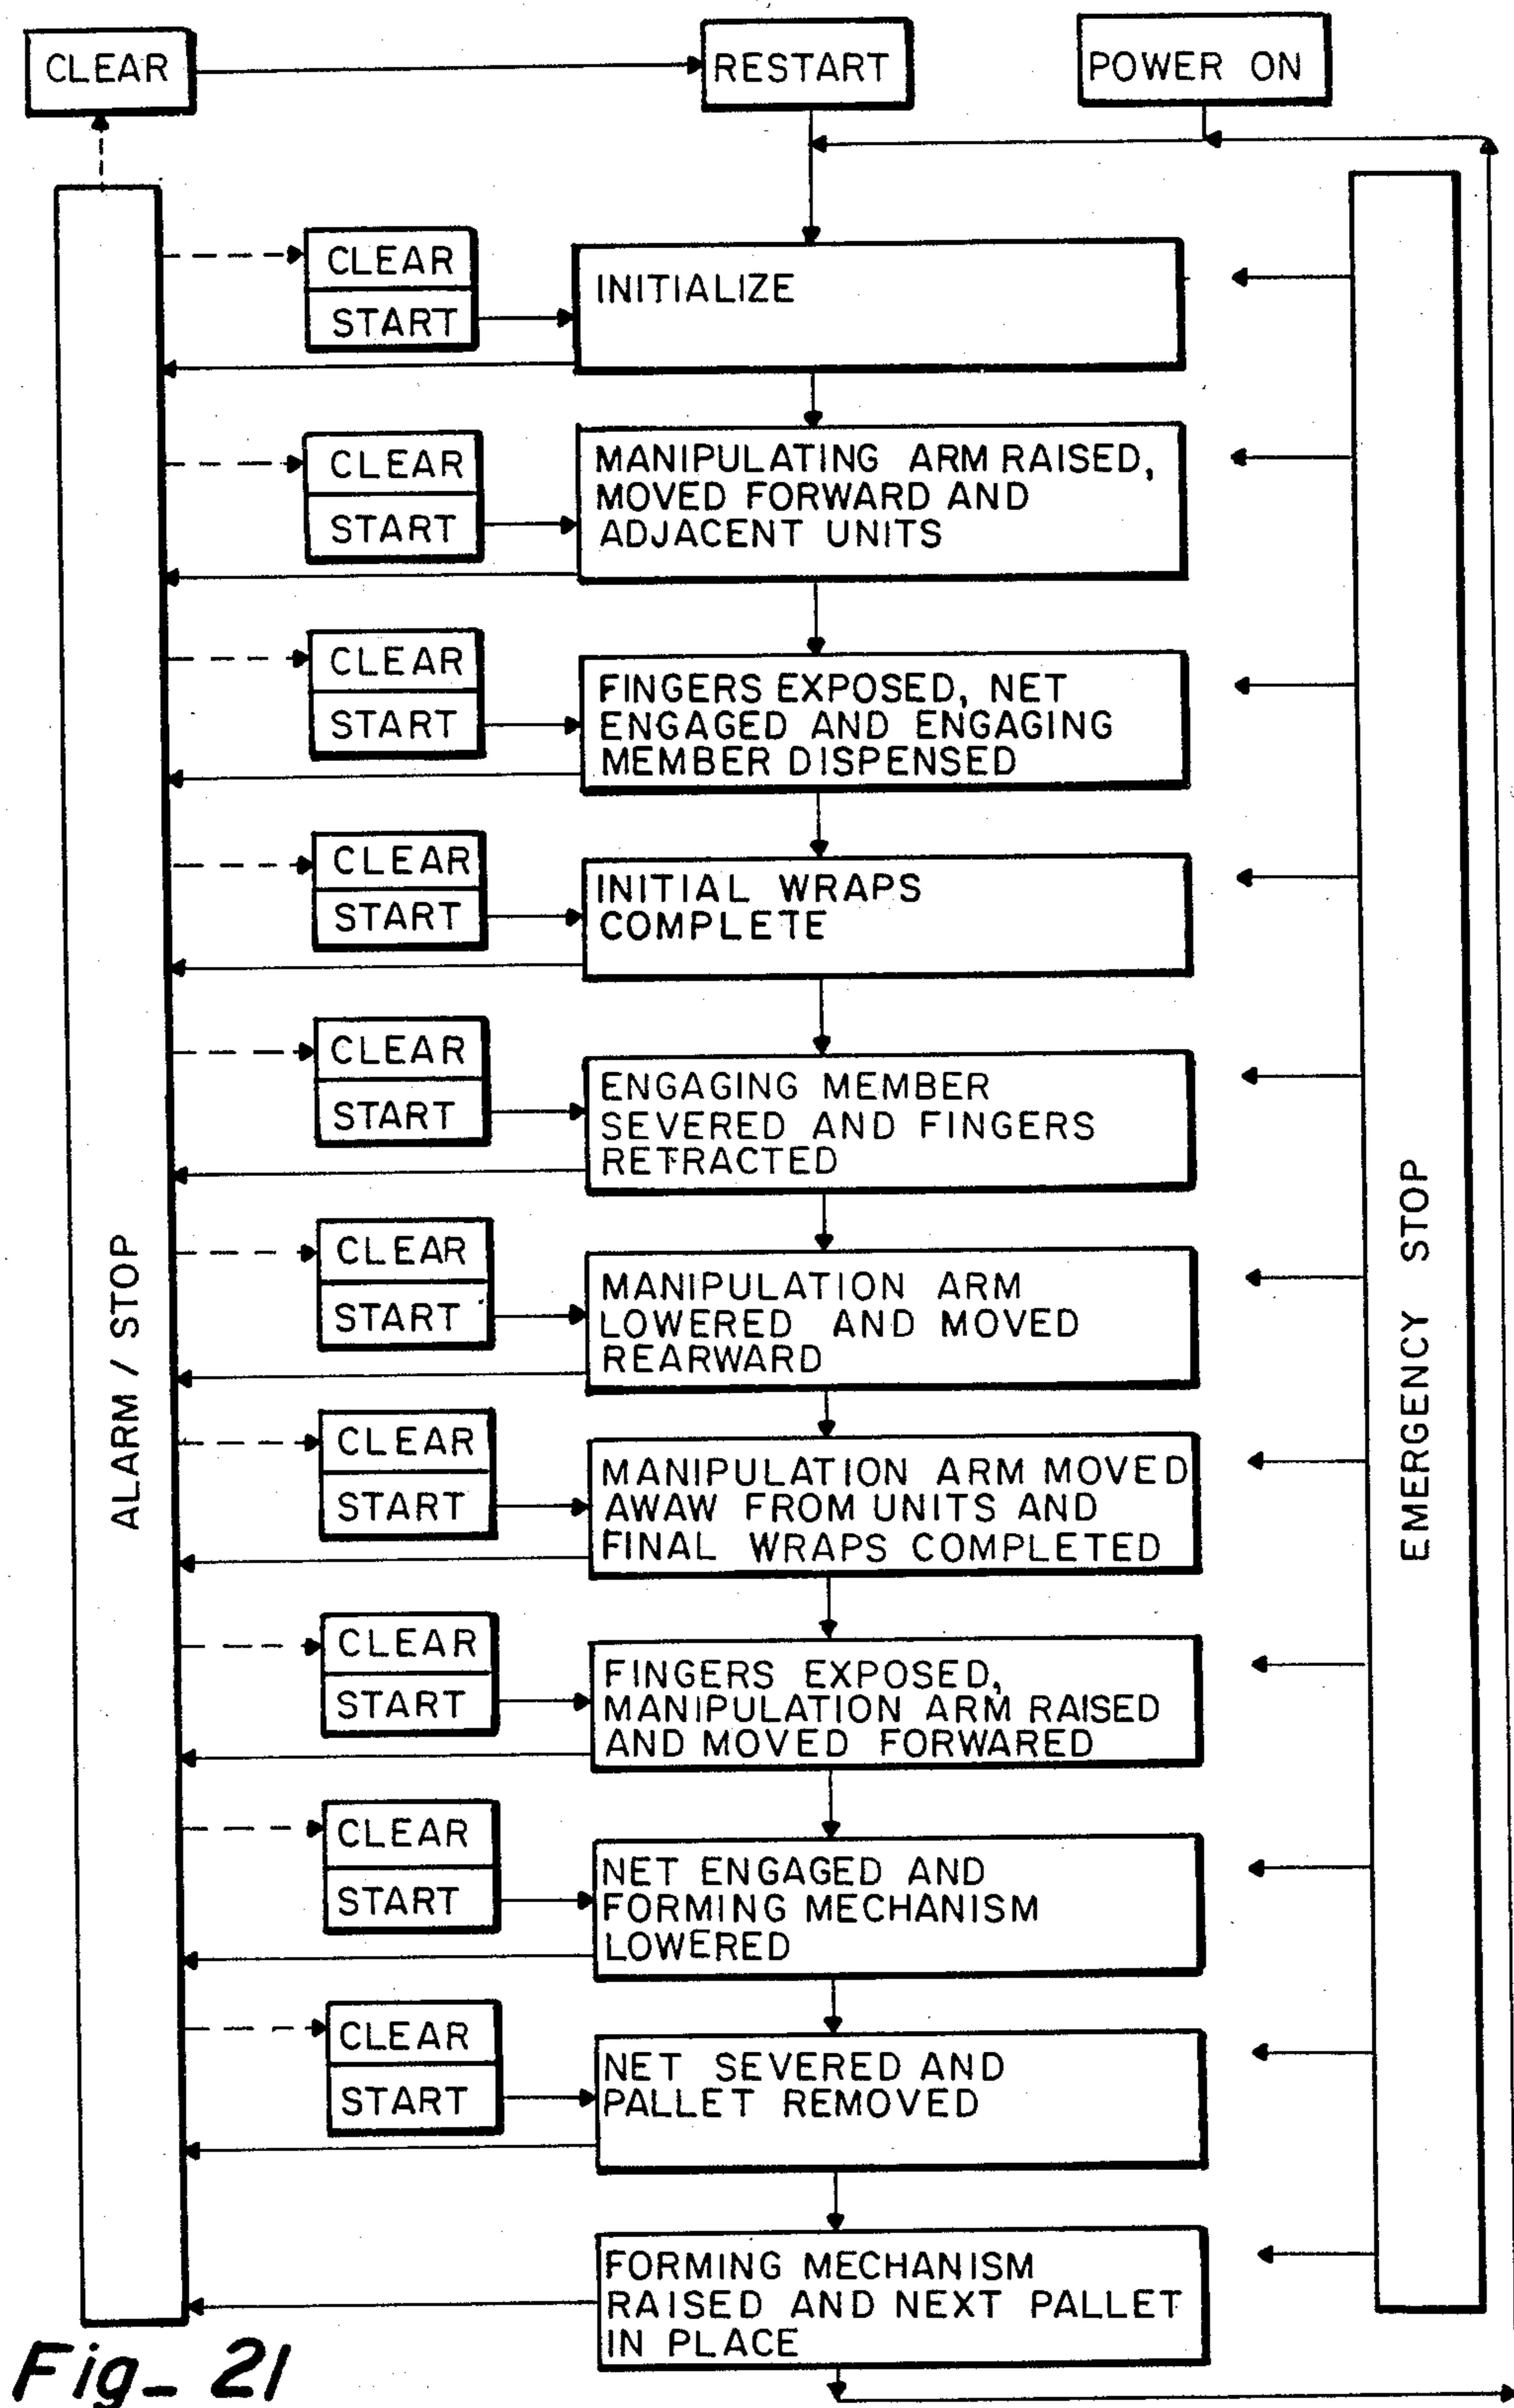 CLEAR
RESTART
POWER ON
CLEAR
START
INITIALIZE
CLEAR
START
MANIPULATING ARM RAISED,
MOVED FORWARD AND
ADJACENT UNITS
CLEAR
START
FINGERS EXPOSED, NET
ENGAGED AND ENGAGING
MEMBER DISPENSED
CLEAR
START
INITIAL WRAPS
COMPLETE
CLEAR
START
ENGAGING MEMBER
SEVERED AND FINGERS
RETRACTED
CLEAR
START
MANIPULATION ARM
LOWERED AND MOVED
REARWARD
CLEAR
START
MANIPULATION ARM MOVED
AWAW FROM UNITS AND
FINAL WRAPS COMPLETED
CLEAR
START
FINGERS EXPOSED,
MANIPULATION ARM RAISED
AND MOVED FORWARED
CLEAR
START
NET ENGAGED AND
FORMING MECHANISM
LOWERED
CLEAR
START
NET SEVERED AND
PALLET REMOVED
FORMING MECHANISM
RAISED AND NEXT PALLET
IN PLACE
ALARM / STOP
EMERGENCY STOP
Fig_ 21